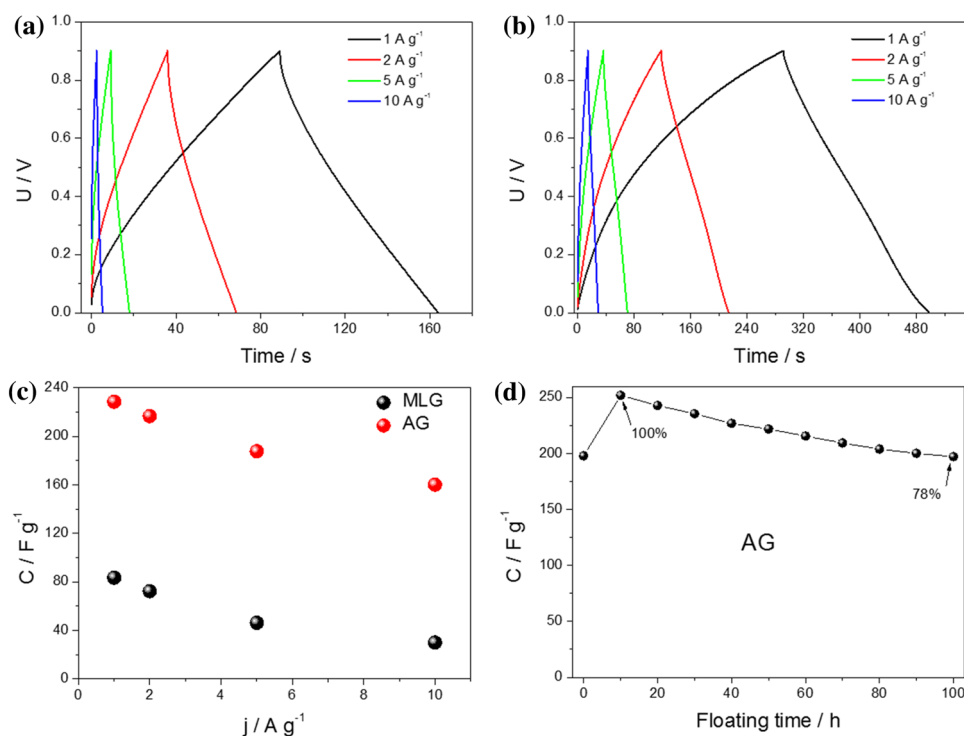 (a)
1.0
0.8
0.6
0.4
0.2
0.0
U / V
1 A g⁻¹
2 A g⁻¹
5 A g⁻¹
10 A g⁻¹
0 40 80 120 160
Time / s
(b)
1.0
0.8
0.6
0.4
0.2
0.0
U / V
1 A g⁻¹
2 A g⁻¹
5 A g⁻¹
10 A g⁻¹
0 80 160 240 320 400 480
Time / s
(c)
240
200
160
120
80
40
0
C / F g⁻¹
MLG
AG
0 2 4 6 8 10
j / A g⁻¹
(d)
250
200
150
100
50
0
C / F g⁻¹
100%
78%
AG
0 20 40 60 80 100
Floating time / h